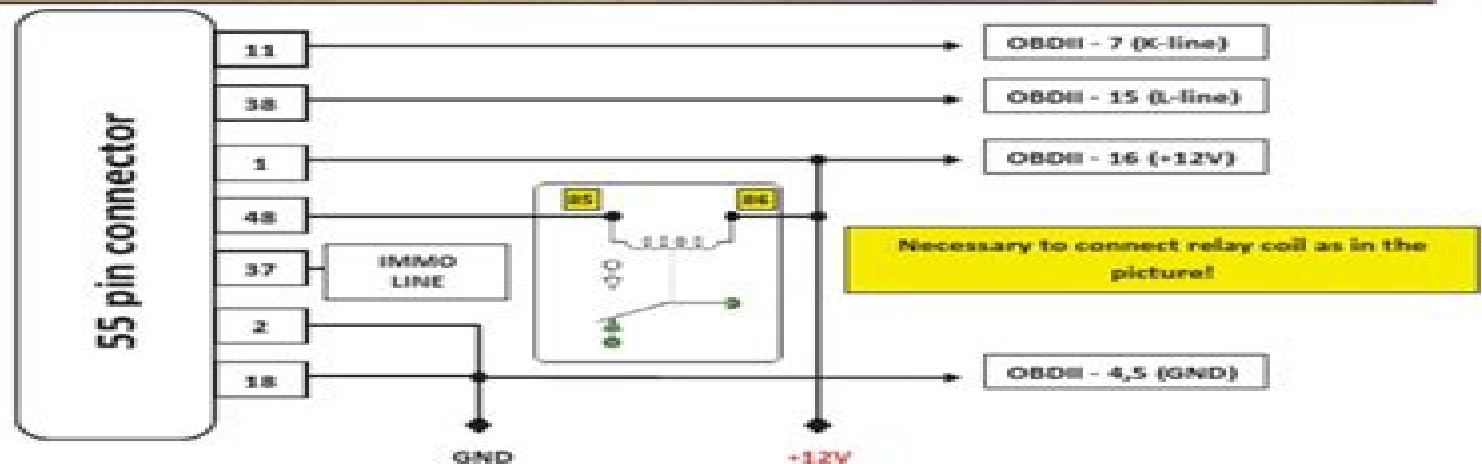 55 pin connector
11
OBDII - 7 (K-line)
38
OBDII - 15 (L-line)
1
OBDII - 16 (+12V)
48
85
86
37
IMMO
LINE
Necessary to connect relay coil as in the
picture!
2
18
OBDII - 4,5 (GND)
GND
+12V